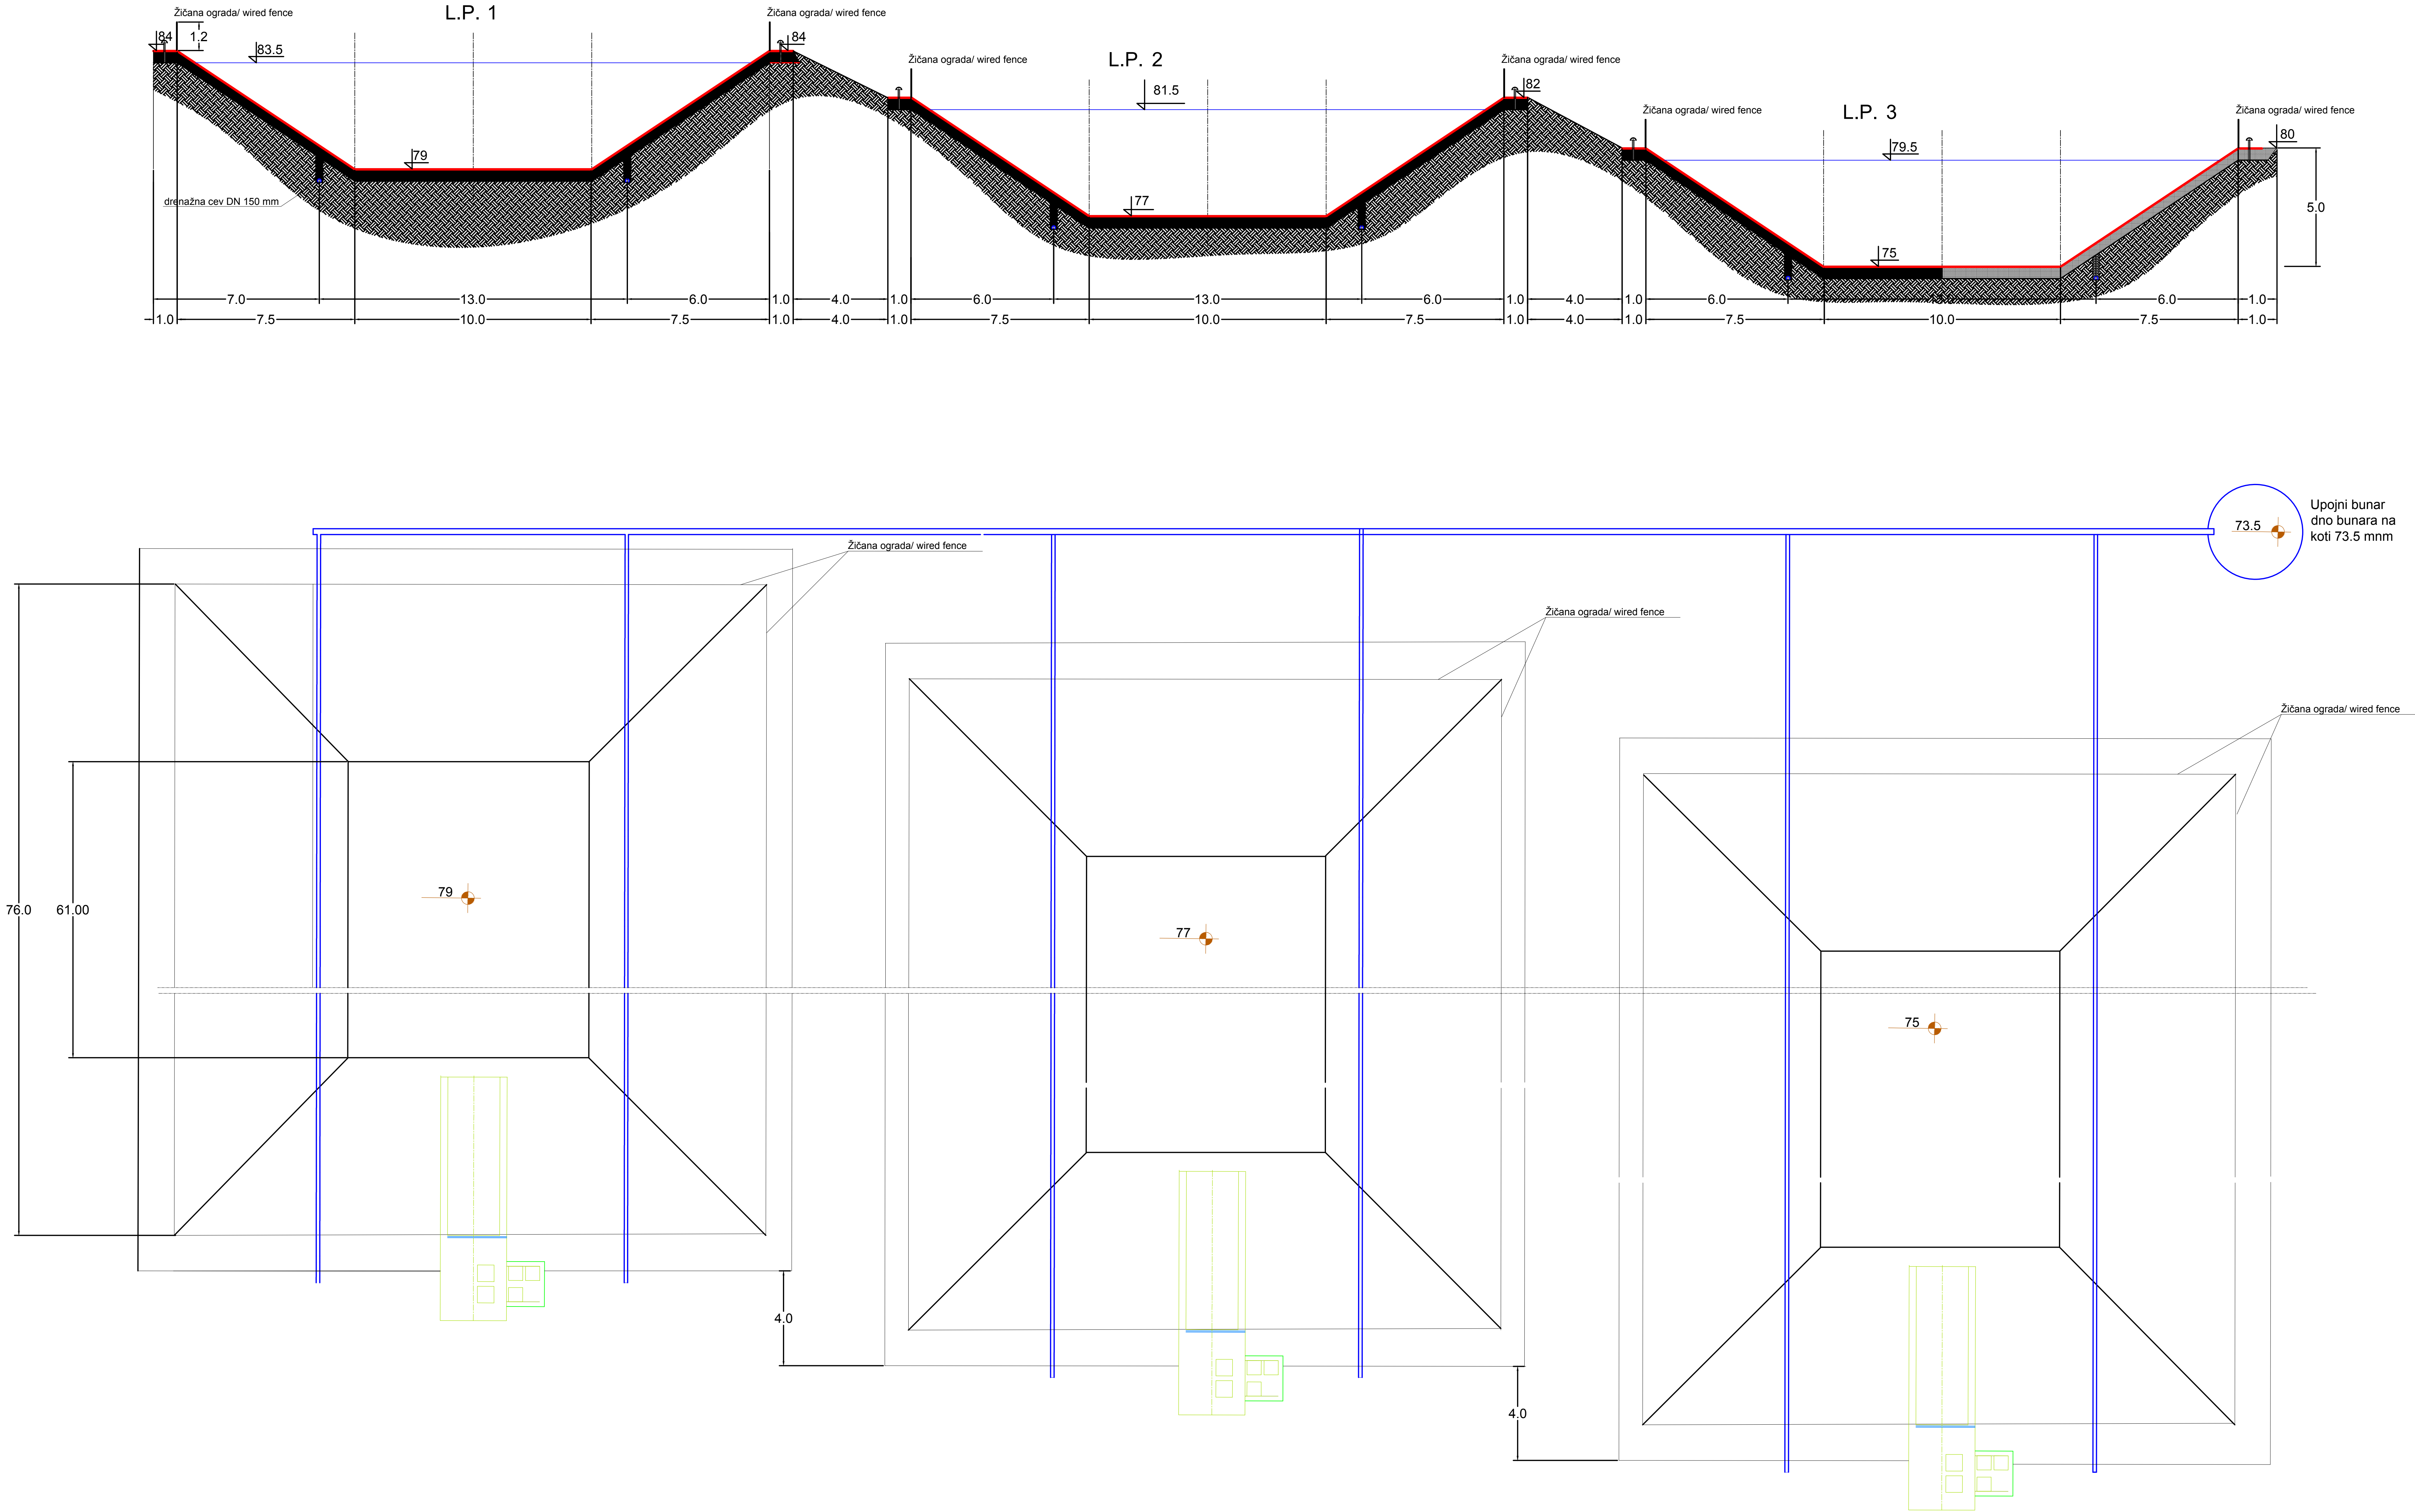 L.P. 1
Žičana ograda/ wired fence
Žičana ograda/ wired fence
84
1.2
83.5
84
79
drenažna cev DN 150 mm
L.P. 2
Žičana ograda/ wired fence
Žičana ograda/ wired fence
81.5
82
77
L.P. 3
Žičana ograda/ wired fence
Žičana ograda/ wired fence
79.5
80
75
5.0
7.0 13.0 6.0 1.0 4.0 1.0 6.0 13.0 6.0 1.0 4.0 1.0 6.0 13.0 6.0 1.0
1.0 7.5 10.0 7.5 1.0 4.0 1.0 7.5 10.0 7.5 1.0 4.0 1.0 7.5 10.0 7.5 1.0
73.5
Upojni bunar
dno bunara na
koti 73.5 mnm
Žičana ograda/ wired fence
Žičana ograda/ wired fence
Žičana ograda/ wired fence
79
76.0
61.00
77
75
4.0
4.0